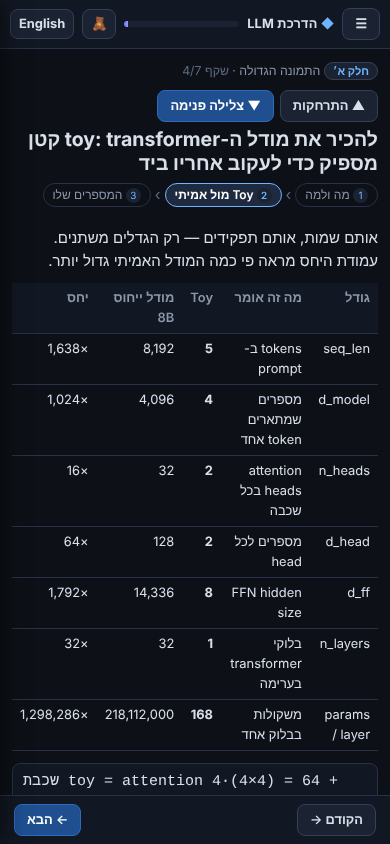 ☰ ◆ הדרכת LLM 🧸 English
חלק א׳ התמונה הגדולה · שקף 4/7
▲ התרחקות ▼ צלילה פנימה
להכיר את מודל ה-toy: transformer קטן
מספיק כדי לעקוב אחריו ביד
1 מה ולמה › 2 Toy מול אמיתי › 3 המספרים שלו
אותם שמות, אותם תפקידים — רק הגדלים משתנים.
עמודת היחס מראה פי כמה המודל האמיתי גדול יותר.
גודל מה זה אומר Toy מודל ייחוס יחס
8B
seq_len tokens ב- 5 8,192 ×1,638
prompt
d_model מספרים 4 4,096 ×1,024
שמתארים
token אחד
n_heads attention 2 32 ×16
heads בכל
שכבה
d_head מספרים לכל 2 128 ×64
head
d_ff FFN hidden 8 14,336 ×1,792
size
n_layers בלוקי 1 32 ×32
transformer
בערימה
params משקולות 168 218,112,000 ×1,298,286
/ layer בבלוק אחד
שכבת toy = attention 4·(4×4) = 64 +
הקודם → ← הבא